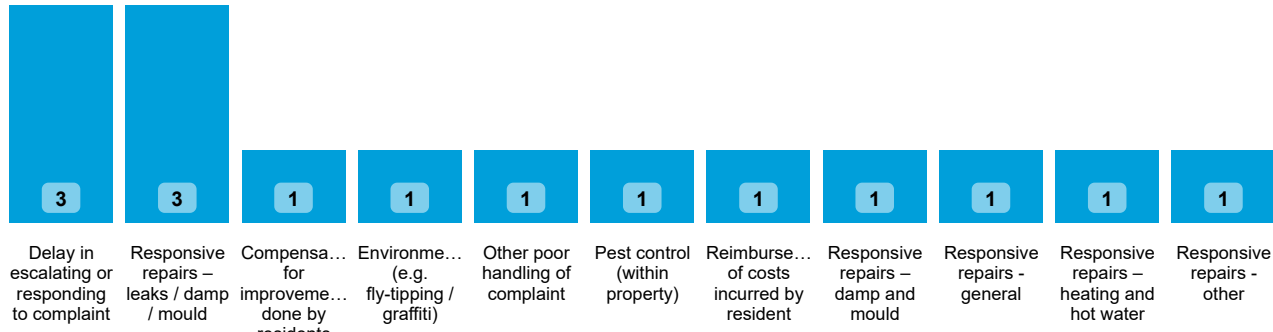 3 3 1 1 1 1 1 1 1 1 1
Delay in
escalating or
responding
to complaint
Responsive
repairs –
leaks / damp
/ mould
Compensa…
for
improveme…
done by
residents
Environme…
(e.g.
fly-tipping /
graffiti)
Other poor
handling of
complaint
Pest control
(within
property)
Reimburse…
of costs
incurred by
resident
Responsive
repairs –
damp and
mould
Responsive
repairs -
general
Responsive
repairs –
heating and
hot water
Responsive
repairs -
other